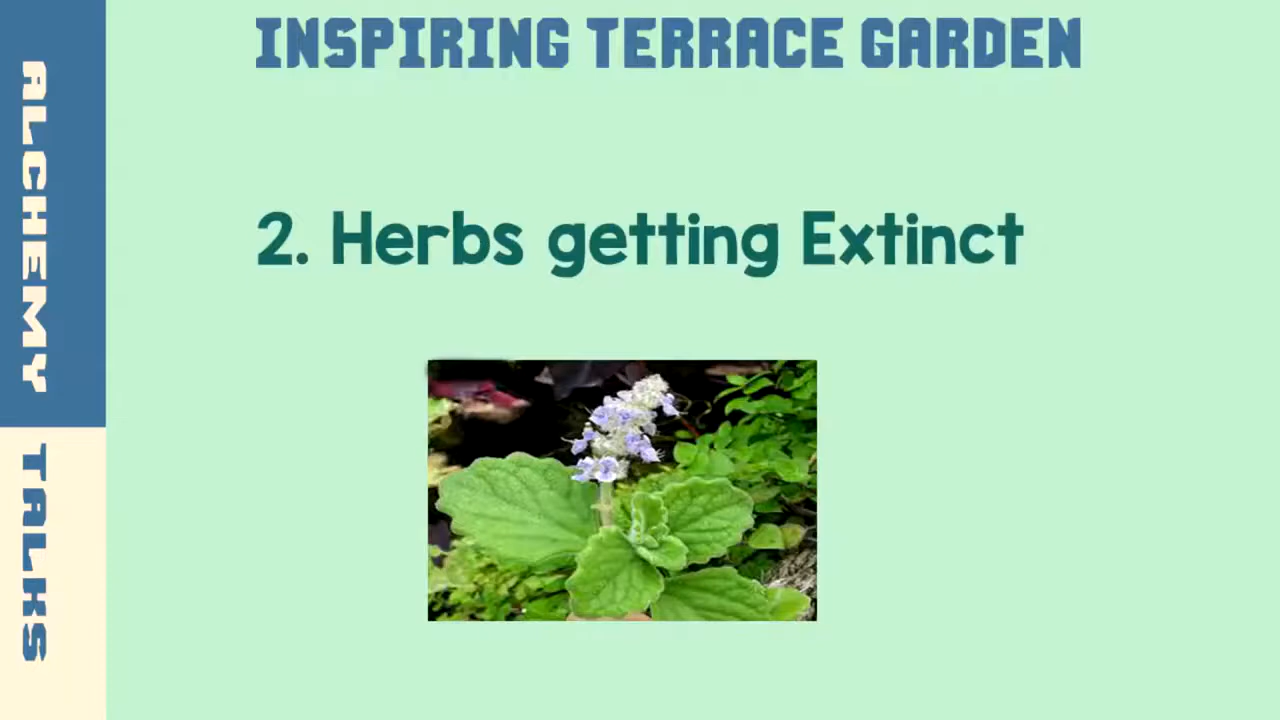 INSPIRING TERRACE GARDEN
ALCHEMY TALKS
2. Herbs getting Extinct